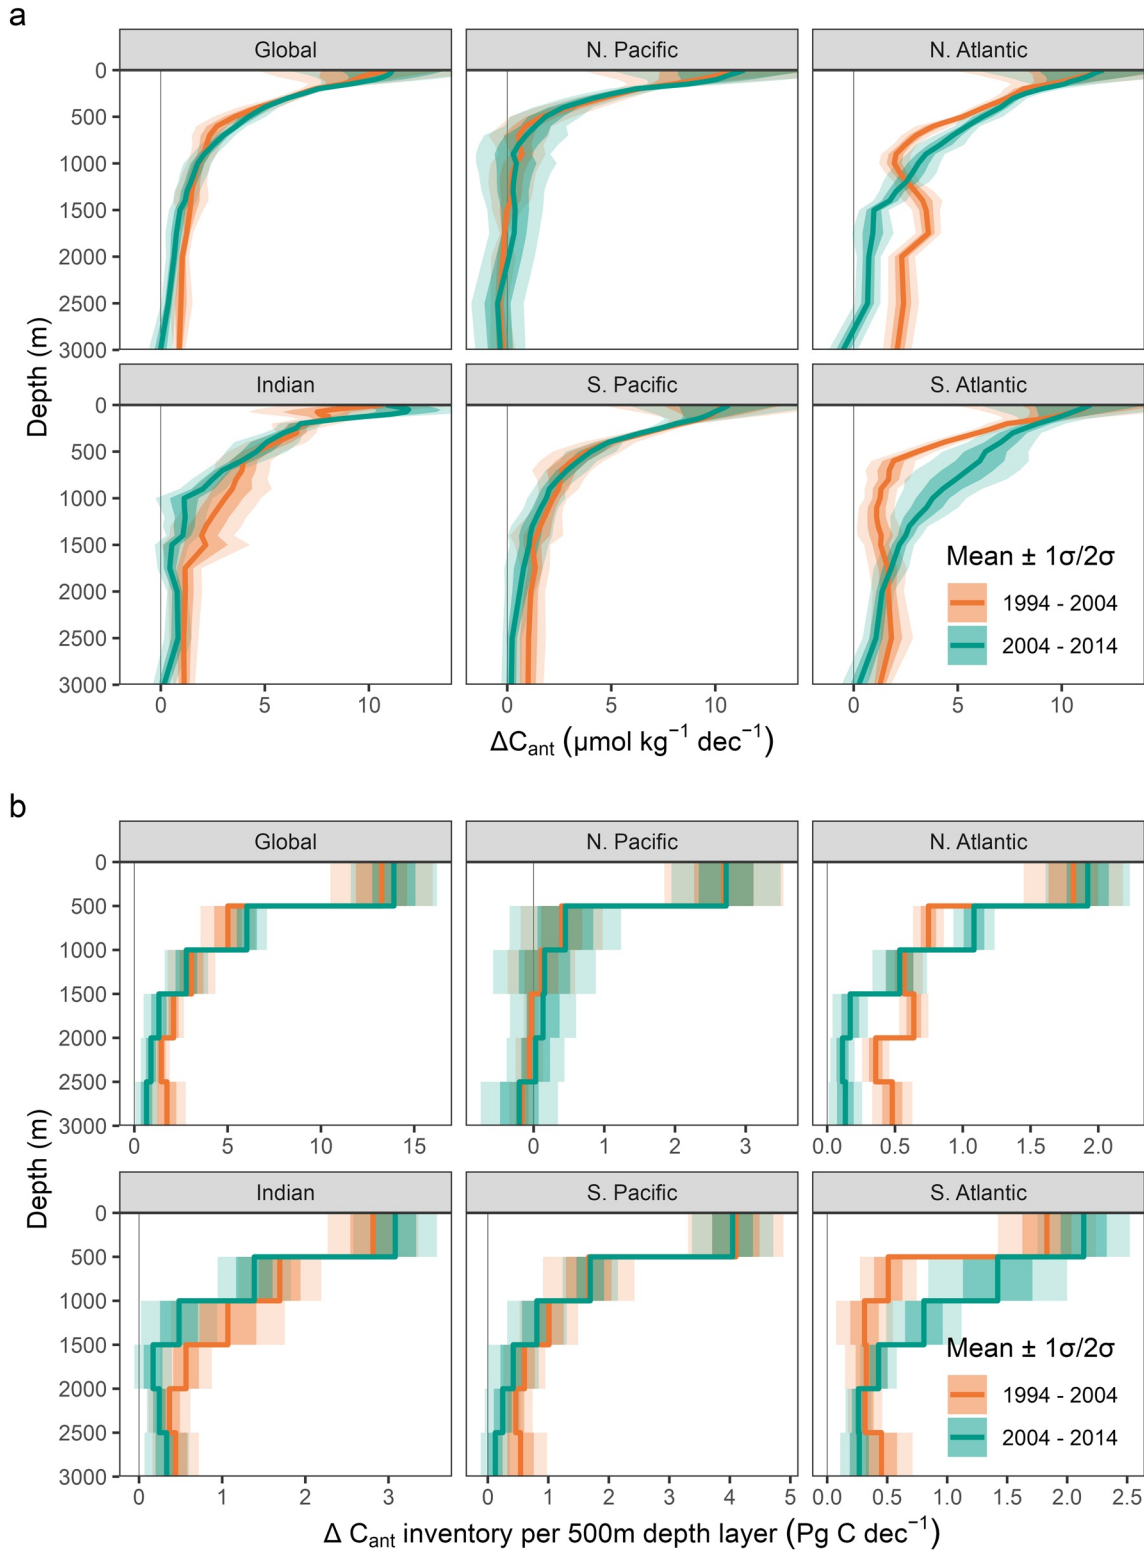 a
Global
N. Pacific
N. Atlantic
0
500
1000
1500
2000
2500
3000
Depth (m)
Indian
S. Pacific
S. Atlantic
0
500
1000
1500
2000
2500
3000
Mean ± 1σ/2σ
1994 - 2004
2004 - 2014
0 5 10
0 5 10
0 5 10
ΔCant (μmol kg−1 dec−1)
b
Global
N. Pacific
N. Atlantic
0
500
1000
1500
2000
2500
3000
0 5 10 15
0 1 2 3
0.0 0.5 1.0 1.5 2.0
Depth (m)
Indian
S. Pacific
S. Atlantic
0
500
1000
1500
2000
2500
3000
Mean ± 1σ/2σ
1994 - 2004
2004 - 2014
0 1 2 3
0 1 2 3 4 5
0.0 0.5 1.0 1.5 2.0 2.5
Δ Cant inventory per 500m depth layer (Pg C dec−1)